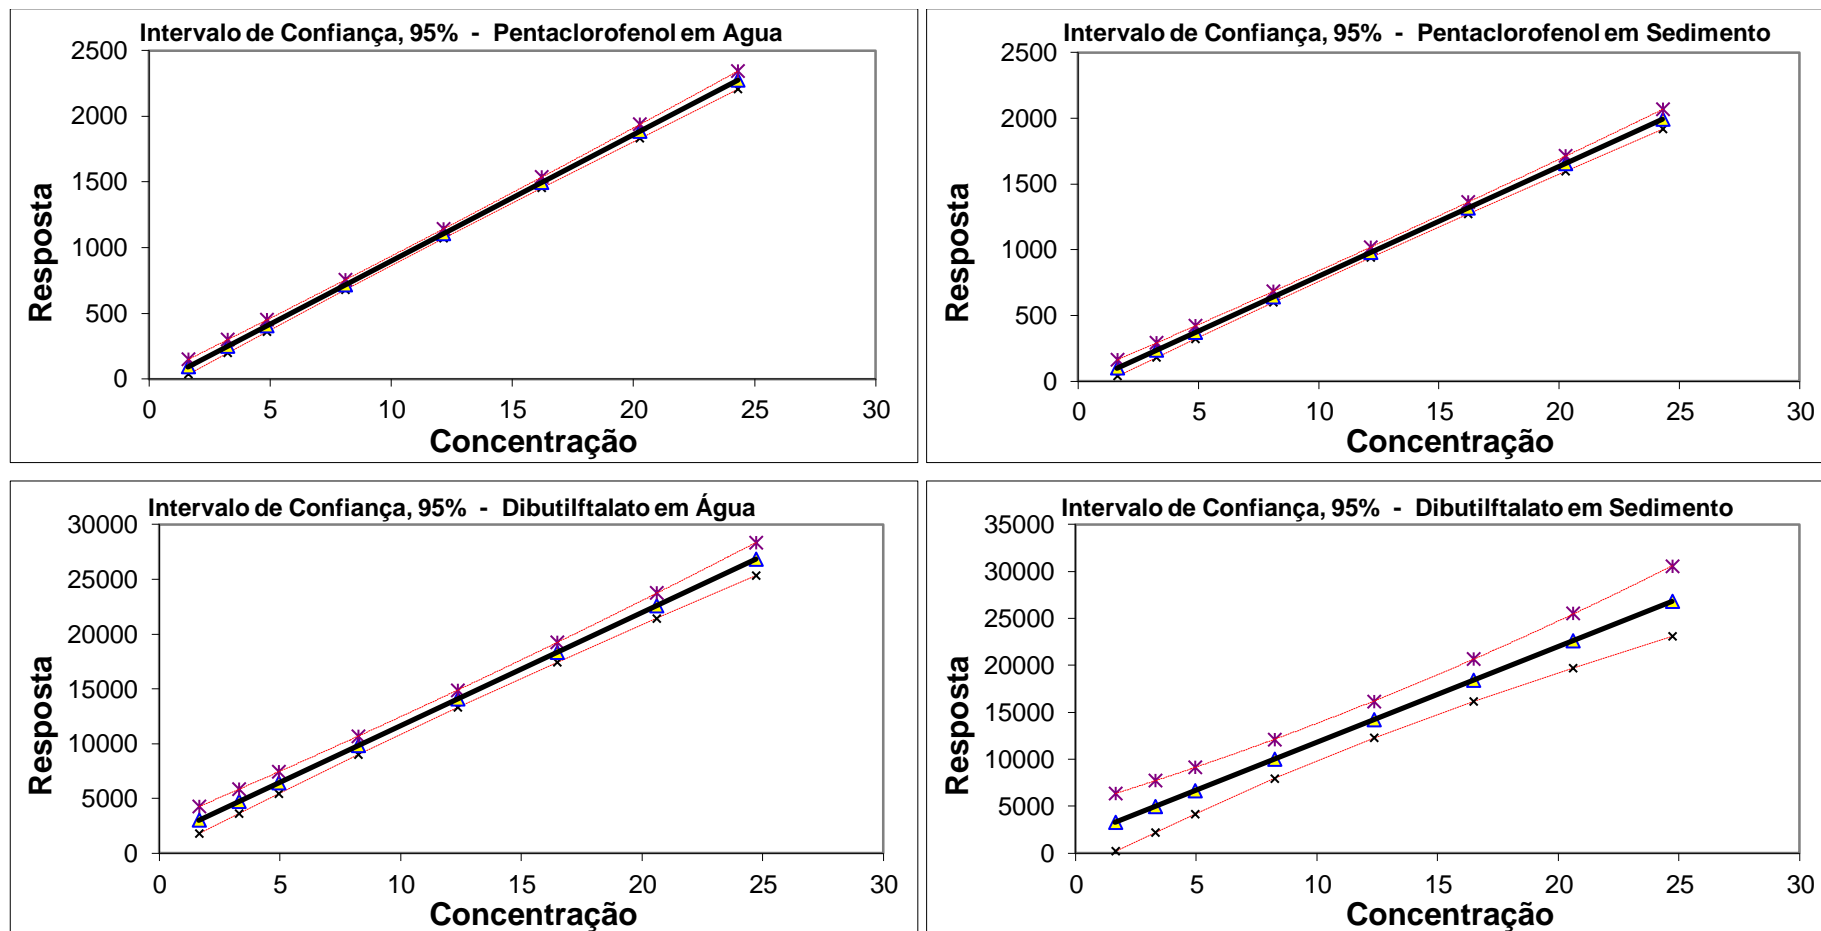 Intervalo de Confiança, 95% - Pentaclorofenol em Agua
2500
2000
1500
1000
500
0
0 5 10 15 20 25 30
Resposta
Concentração
Intervalo de Confiança, 95% - Pentaclorofenol em Sedimento
2500
2000
1500
1000
500
0
0 5 10 15 20 25 30
Resposta
Concentração
Intervalo de Confiança, 95% - Dibutilftalato em Água
30000
25000
20000
15000
10000
5000
0
0 5 10 15 20 25 30
Resposta
Concentração
Intervalo de Confiança, 95% - Dibutilftalato em Sedimento
35000
30000
25000
20000
15000
10000
5000
0
0 5 10 15 20 25 30
Resposta
Concentração